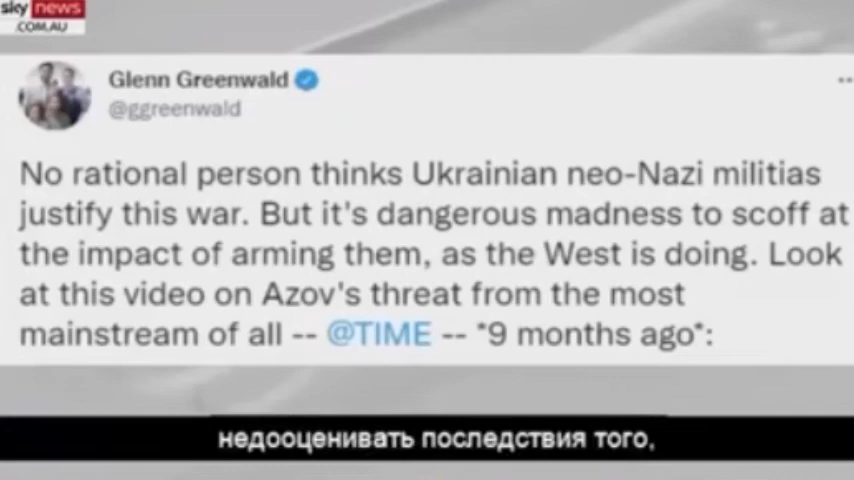 sky news
.COM.AU
Glenn Greenwald
@ggreenwald
No rational person thinks Ukrainian neo-Nazi militias
justify this war. But it's dangerous madness to scoff at
the impact of arming them, as the West is doing. Look
at this video on Azov's threat from the most
mainstream of all -- @TIME -- *9 months ago*:
недооценивать последствия того,